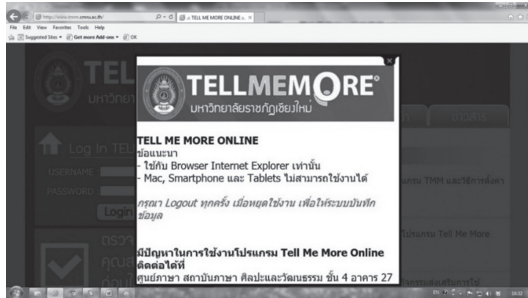 TELL ME MORE ONLINE
File Edit View Favorites Tools Help
Suggested Sites
Get more Add-ons
TELLMEMORE
มหาวิทยาลัยราชภัฏเชียงใหม่
TELL ME MORE ONLINE
ข้อแนะนำ
- ใช้กับ Browser Internet Explorer เท่านั้น
- Mac, Smartphone และ Tablets ไม่สามารถใช้งานได้
กรุณา Logout ทุกครั้ง เมื่อหยุดใช้งาน เพื่อให้ระบบบันทึก
ข้อมูล
มีปัญหาในการใช้งานโปรแกรม Tell Me More Online
ติดต่อได้ที่
ศูนย์ภาษา สถาบันภาษา ศิลปะและวัฒนธรรม ชั้น 4 อาคาร 27
Log In TEL
USERNAME
PASSWORD
Login
ข่าวสาร